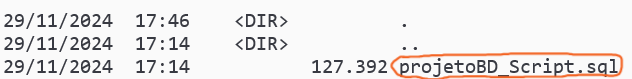 29/11/2024  17:46    <DIR>          .
29/11/2024  17:14    <DIR>          ..
29/11/2024  17:14           127.392 projetoBD_Script.sql